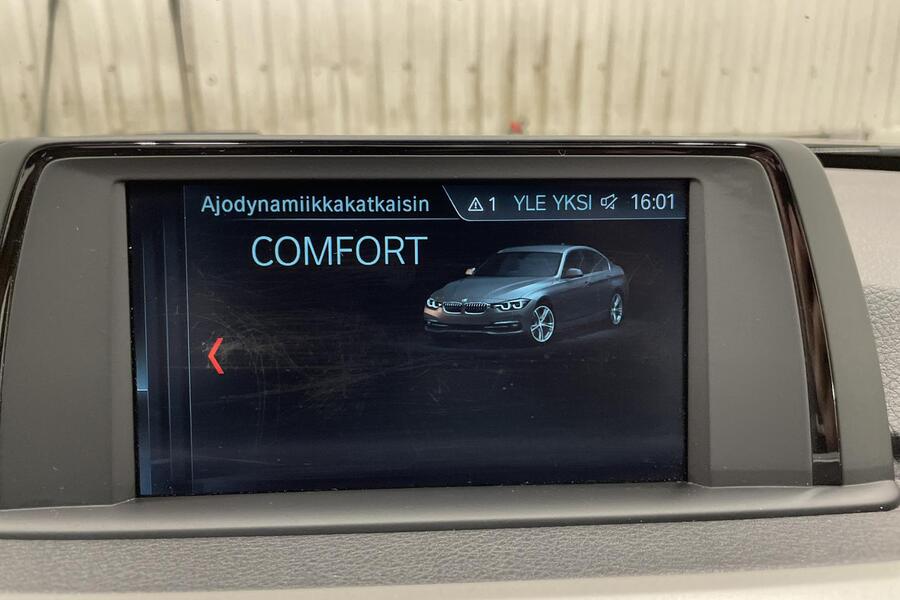 Ajodynamiikkakatkaisin
1 YLE YKSI 16:01
COMFORT